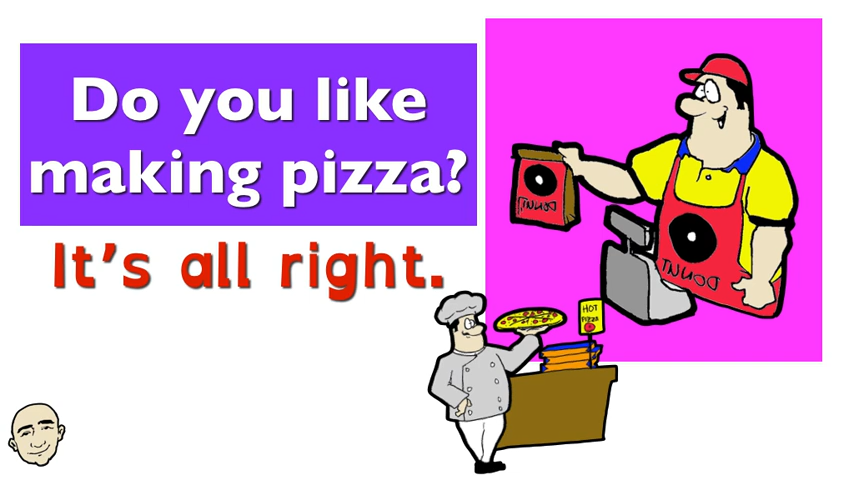 Do you like
making pizza?
It's all right.
DONUT
DONUT
HOT
PIZZA